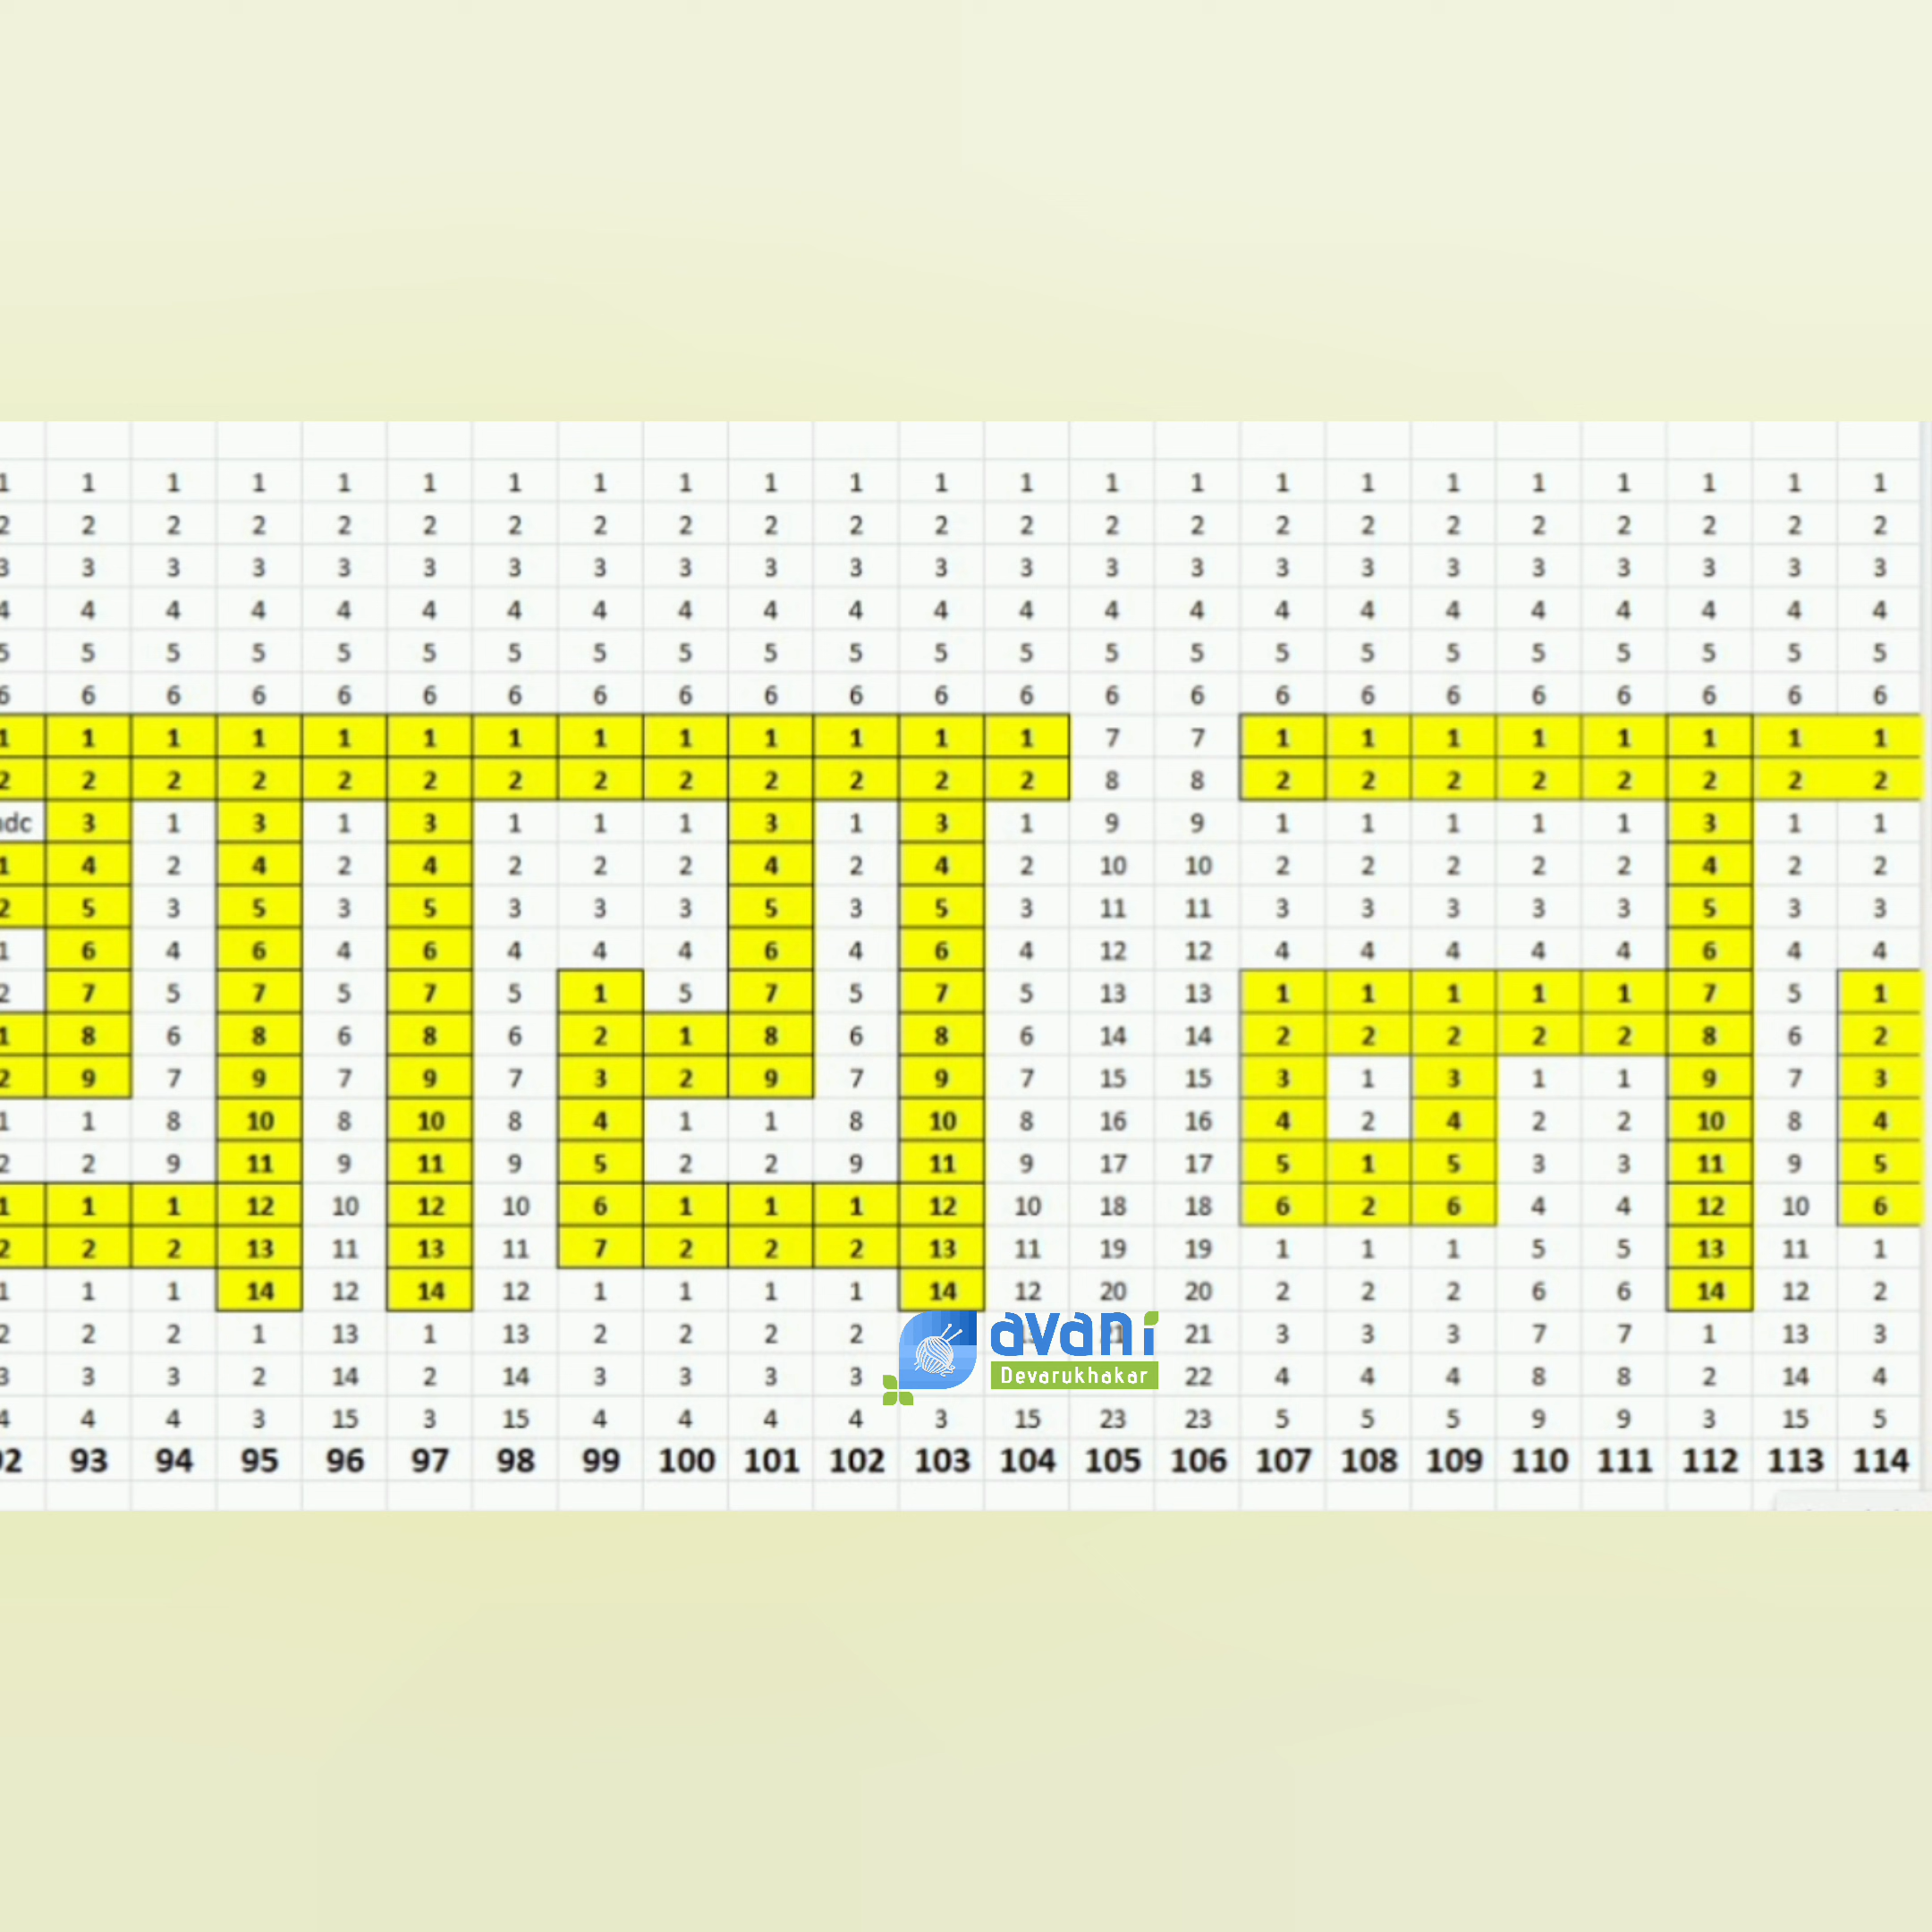 1 1 1 1 1 1 1 1 1 1 1 1 1 1 1 1 1 1 1 1 1 1 1
2 2 2 2 2 2 2 2 2 2 2 2 2 2 2 2 2 2 2 2 2 2 2
3 3 3 3 3 3 3 3 3 3 3 3 3 3 3 3 3 3 3 3 3 3 3
4 4 4 4 4 4 4 4 4 4 4 4 4 4 4 4 4 4 4 4 4 4 4
5 5 5 5 5 5 5 5 5 5 5 5 5 5 5 5 5 5 5 5 5 5 5
6 6 6 6 6 6 6 6 6 6 6 6 6 6 6 6 6 6 6 6 6 6 6
1 1 1 1 1 1 1 1 1 1 1 1 1 7 7 1 1 1 1 1 1 1 1
2 2 2 2 2 2 2 2 2 2 2 2 2 8 8 2 2 2 2 2 2 2 2
3 1 3 1 3 1 1 1 3 1 3 1 9 9 1 1 1 1 1 3 1 1
1 4 2 4 2 4 2 2 2 4 2 4 2 10 10 2 2 2 2 2 4 2 2
2 5 3 5 3 5 3 3 3 5 3 5 3 11 11 3 3 3 3 3 5 3 3
1 6 4 6 4 6 4 4 4 6 4 6 4 12 12 4 4 4 4 4 6 4 4
2 7 5 7 5 7 5 1 5 7 5 7 5 13 13 1 1 1 1 1 7 5 1
1 8 6 8 6 8 6 2 1 8 6 8 6 14 14 2 2 2 2 2 8 6 2
2 9 7 9 7 9 7 3 2 9 7 9 7 15 15 3 1 3 1 1 9 7 3
1 1 8 10 8 10 8 4 1 1 8 10 8 16 16 4 2 4 2 2 10 8 4
2 2 9 11 9 11 9 5 2 2 9 11 9 17 17 5 1 5 3 3 11 9 5
1 1 1 12 10 12 10 6 1 1 1 12 10 18 18 6 2 6 4 4 12 10 6
2 2 2 13 11 13 11 7 2 2 2 13 11 19 19 1 1 1 5 5 13 11 1
1 1 1 14 12 14 12 1 1 1 1 14 12 20 20 2 2 2 6 6 14 12 2
2 2 2 1 13 1 13 2 2 2 2 21 3 3 3 7 7 1 13 3
3 3 3 2 14 2 14 3 3 3 3 22 4 4 4 8 8 2 14 4
4 4 4 3 15 3 15 4 4 4 4 3 15 23 23 5 5 5 9 9 3 15 5
93 94 95 96 97 98 99 100 101 102 103 104 105 106 107 108 109 110 111 112 113 114
avani
Devarukhakar